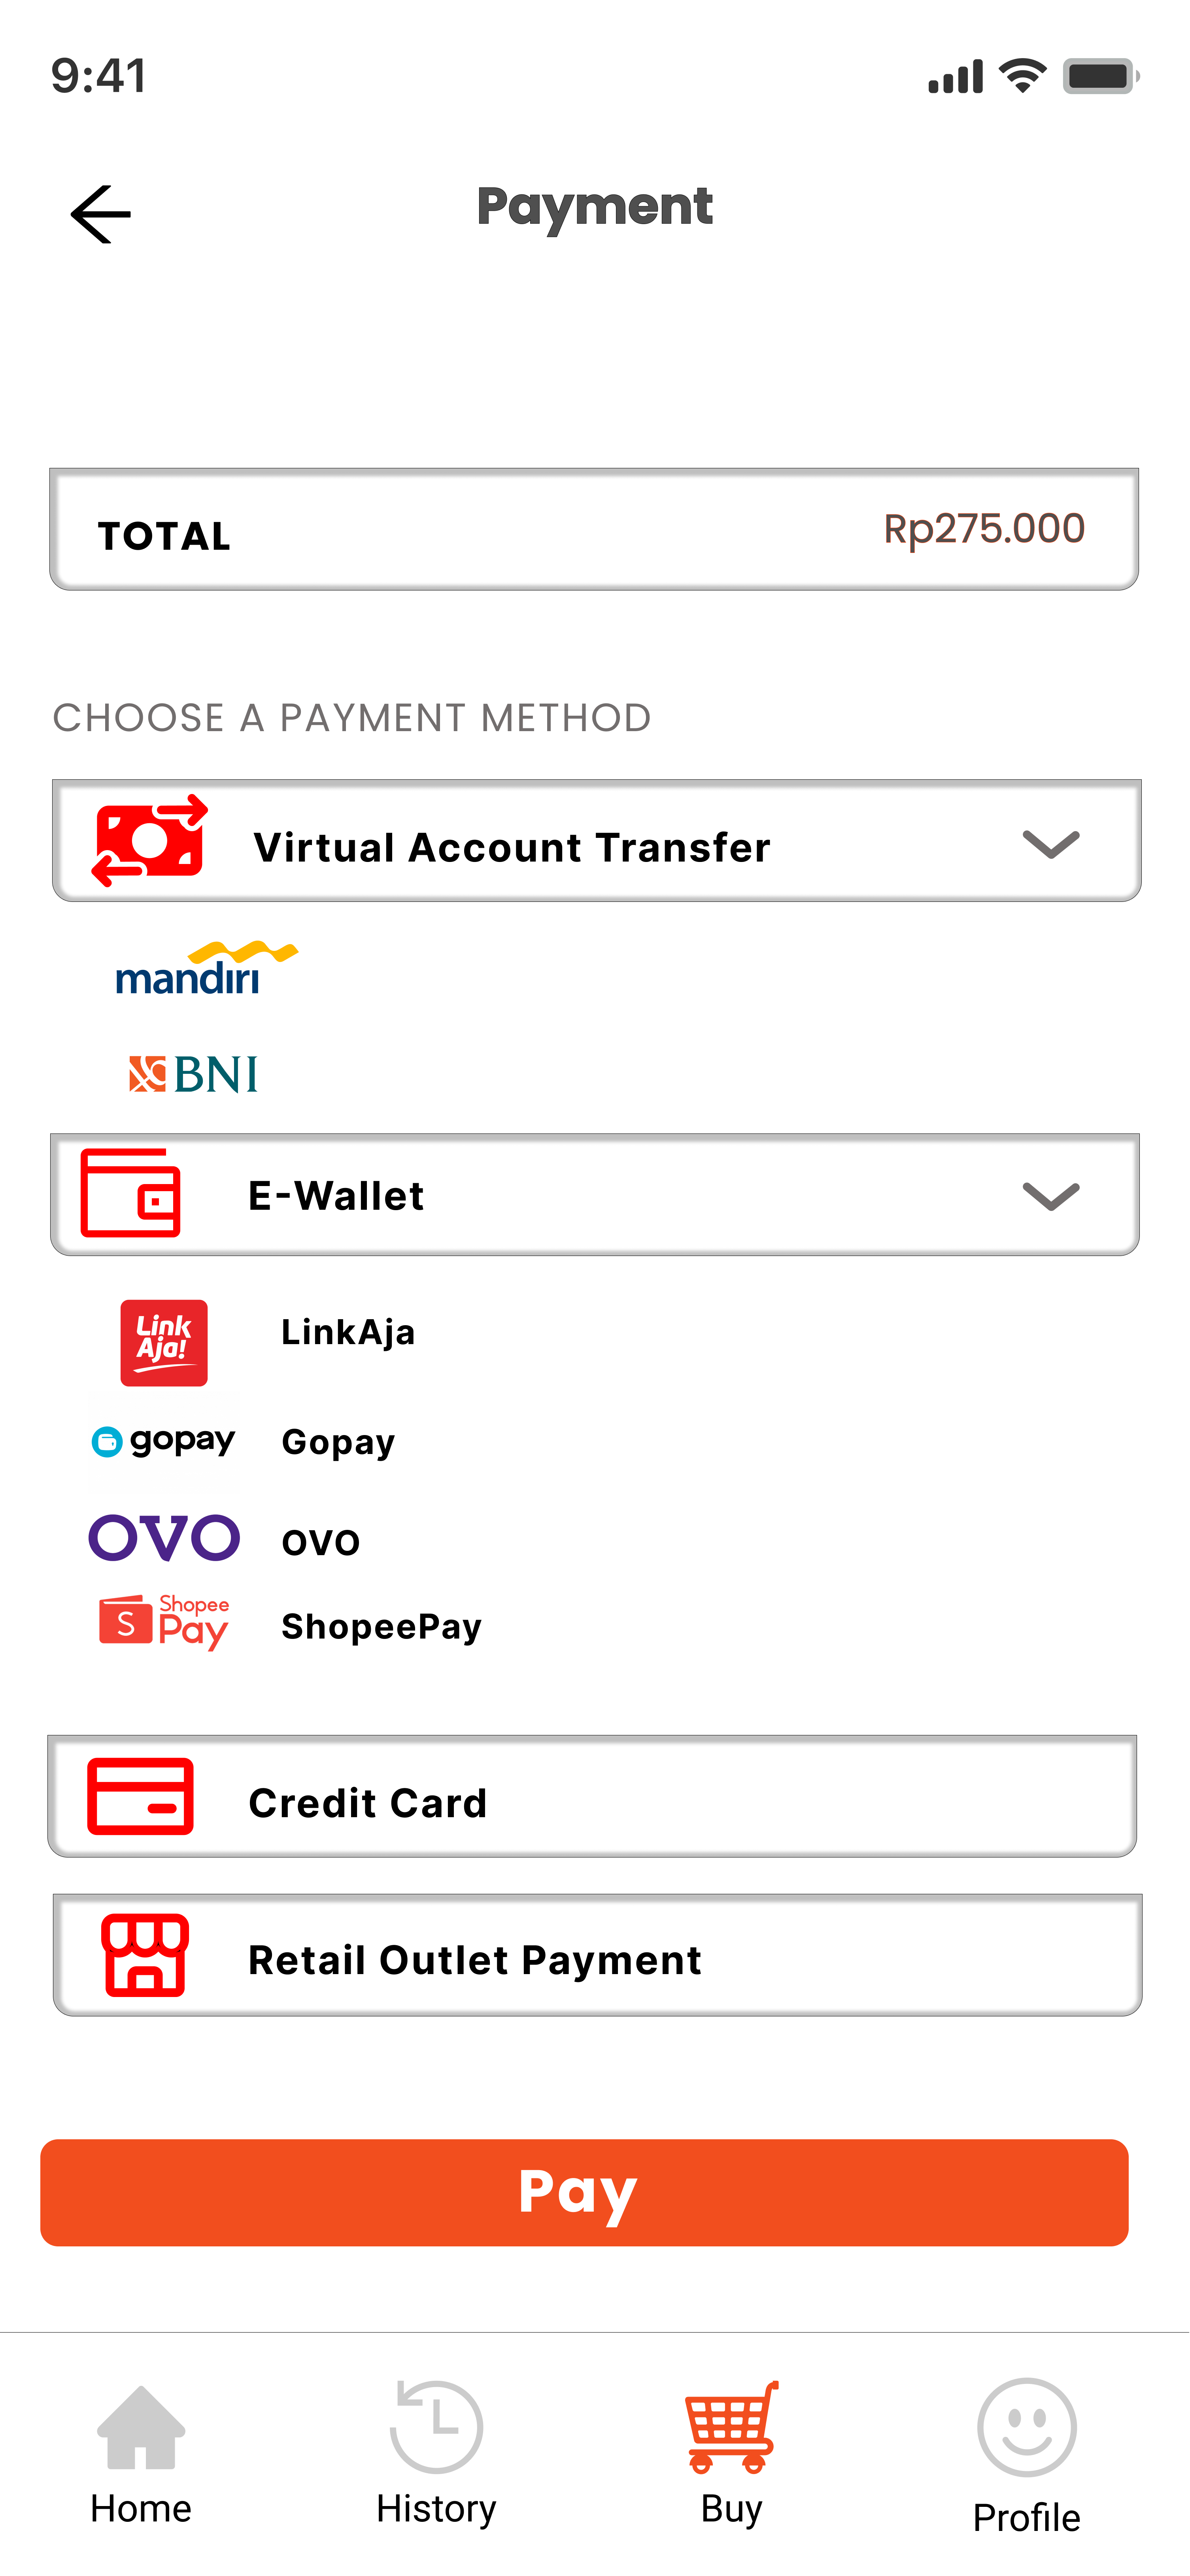 9:41
Payment
TOTAL
Rp275.000
CHOOSE A PAYMENT METHOD
Virtual Account Transfer
mandiri
BNI
E-Wallet
Link
Aja!
LinkAja
gopay
Gopay
OVO
OVO
S
Shopee
Pay
ShopeePay
Credit Card
Retail Outlet Payment
Pay
Home
History
Buy
Profile